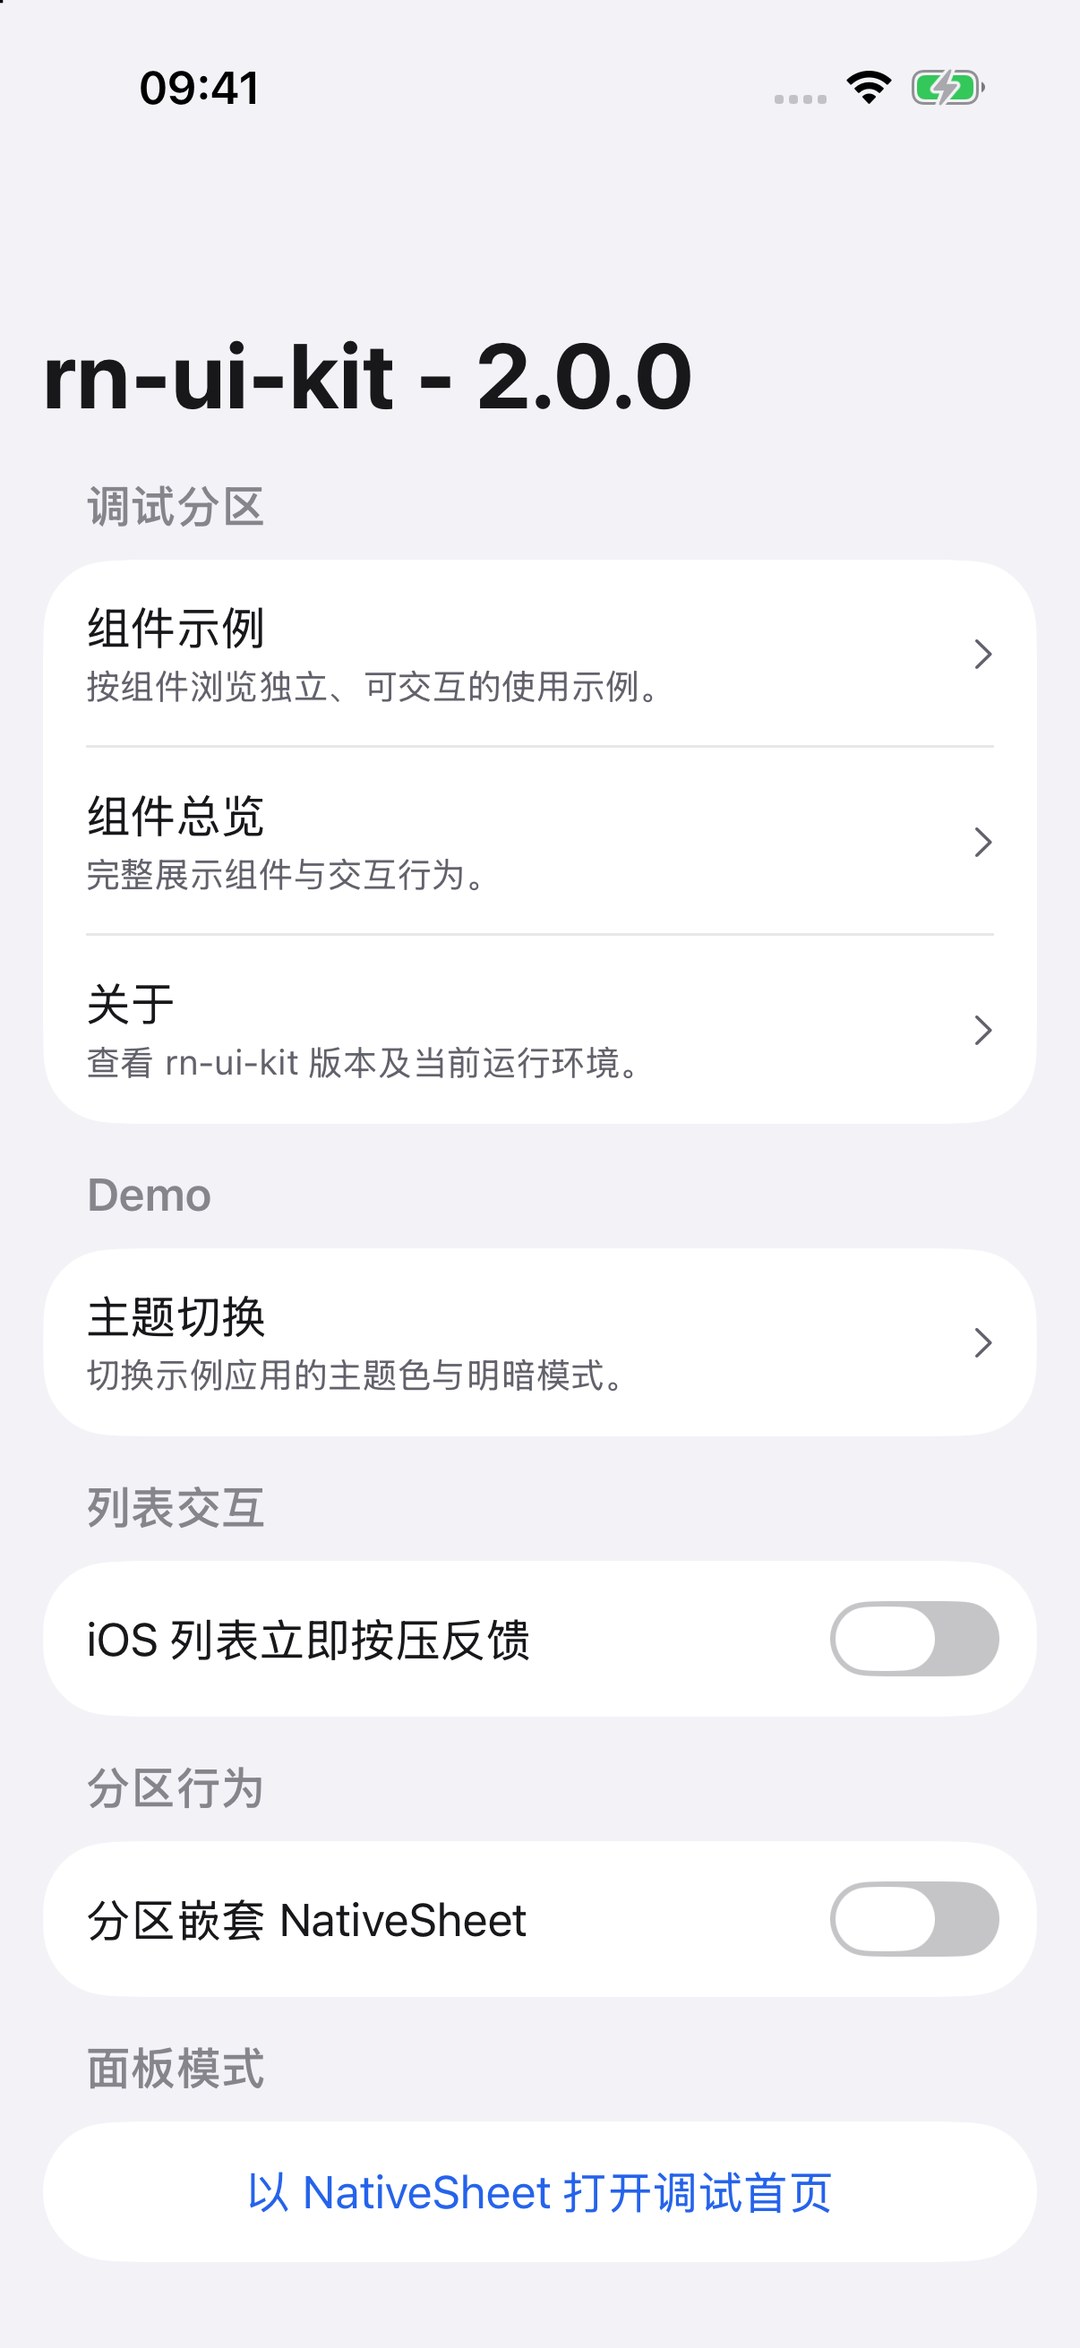 09:41
rn-ui-kit - 2.0.0
调试分区
组件示例
按组件浏览独立、可交互的使用示例。
组件总览
完整展示组件与交互行为。
关于
查看 rn-ui-kit 版本及当前运行环境。
Demo
主题切换
切换示例应用的主题色与明暗模式。
列表交互
iOS 列表立即按压反馈
分区行为
分区嵌套 NativeSheet
面板模式
以 NativeSheet 打开调试首页